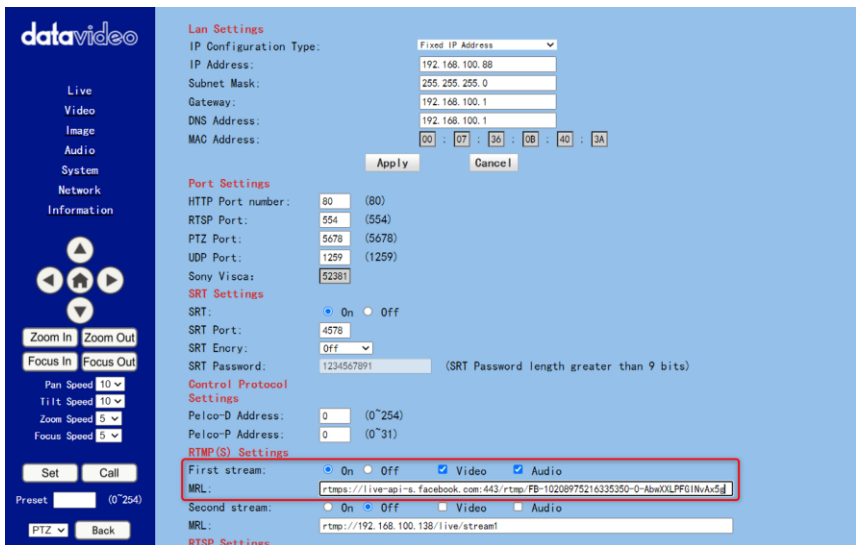 datavideo
Live
Video
Image
Audio
System
Network
Information
Zoom In Zoom Out
Focus In Focus Out
Pan Speed 10
Tilt Speed 10
Zoom Speed 5
Focus Speed 5
Set Call
Preset (0~254)
PTZ Back
Lan Settings
IP Configuration Type: Fixed IP Address
IP Address: 192.168.100.88
Subnet Mask: 255.255.255.0
Gateway: 192.168.100.1
DNS Address: 192.168.100.1
MAC Address: 00 : 07 : 36 : 0B : 40 : 3A
Apply Cancel
Port Settings
HTTP Port number: 80 (80)
RTSP Port: 554 (554)
PTZ Port: 5678 (5678)
UDP Port: 1259 (1259)
Sony Visca: 52381
SRT Settings
SRT: On Off
SRT Port: 4578
SRT Encry: Off
SRT Password: 1234567891 (SRT Password length greater than 9 bits)
Control Protocol
Settings
Pelco-D Address: 0 (0~254)
Pelco-P Address: 0 (0~31)
RTMP(S) Settings
First stream: On Off Video Audio
MRL: rtmps://live-api-s.facebook.com:443/rtmp/FB-10208975216335350-0-AbwXXLPFGINvAx5g
Second stream: On Off Video Audio
MRL: rtmp://192.168.100.138/live/stream1
RTSP Settings